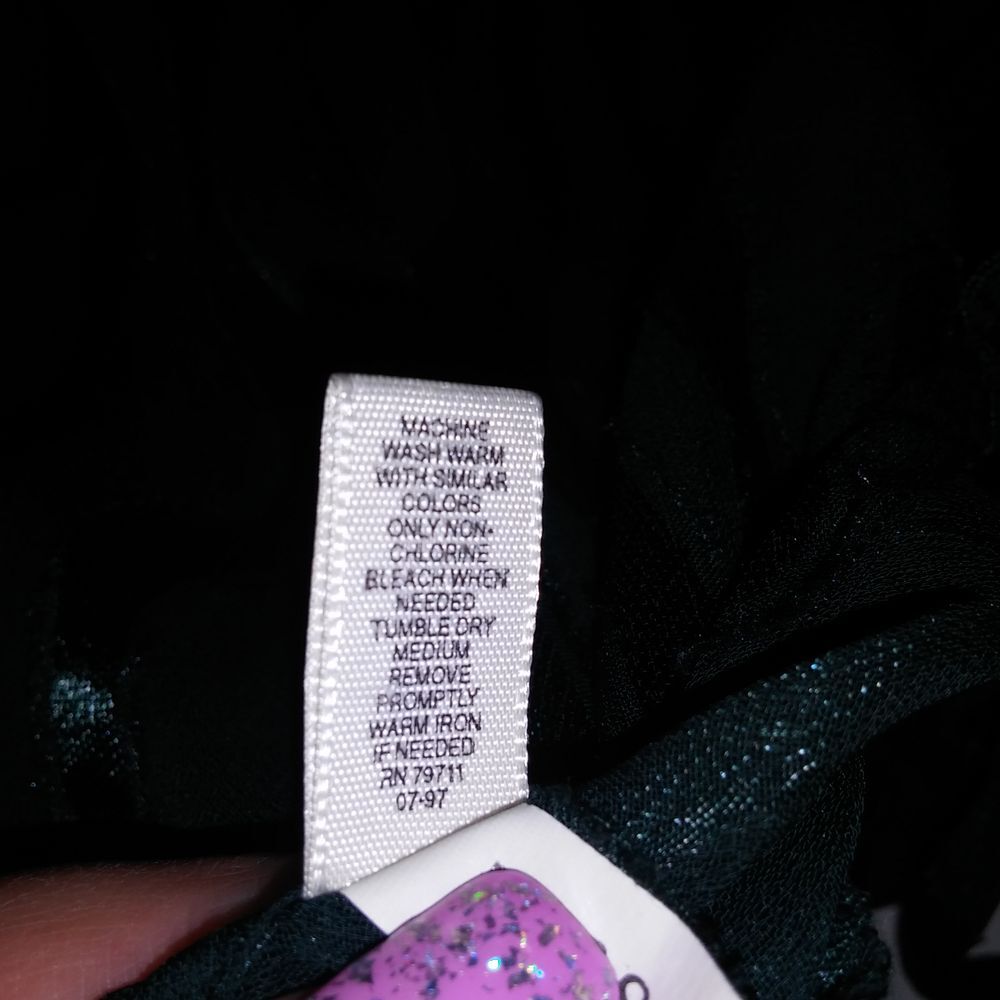 MACHINE
WASH WARM
WITH SIMILAR
COLORS
ONLY NON-
CHLORINE
BLEACH WHEN
NEEDED
TUMBLE DRY
MEDIUM
REMOVE
PROMPTLY
WARM IRON
IF NEEDED
RN 79711
07-97